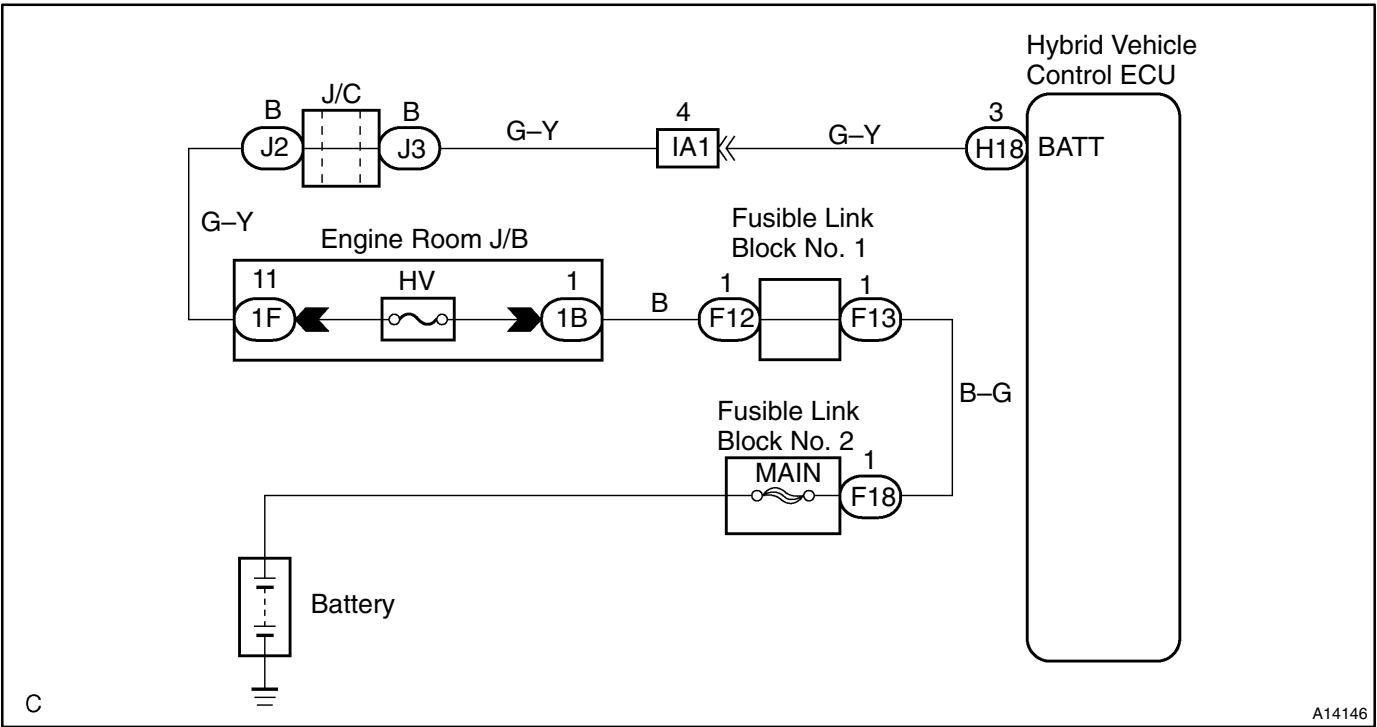 Hybrid Vehicle
Control ECU
J/C
B
B
J2
J3
G–Y
4
IA1
G–Y
3
H18
BATT
G–Y
Engine Room J/B
11
HV
1
1F
1B
B
Fusible Link
Block No. 1
1
1
F12
F13
B–G
Fusible Link
Block No. 2
MAIN
1
F18
Battery
C
A14146